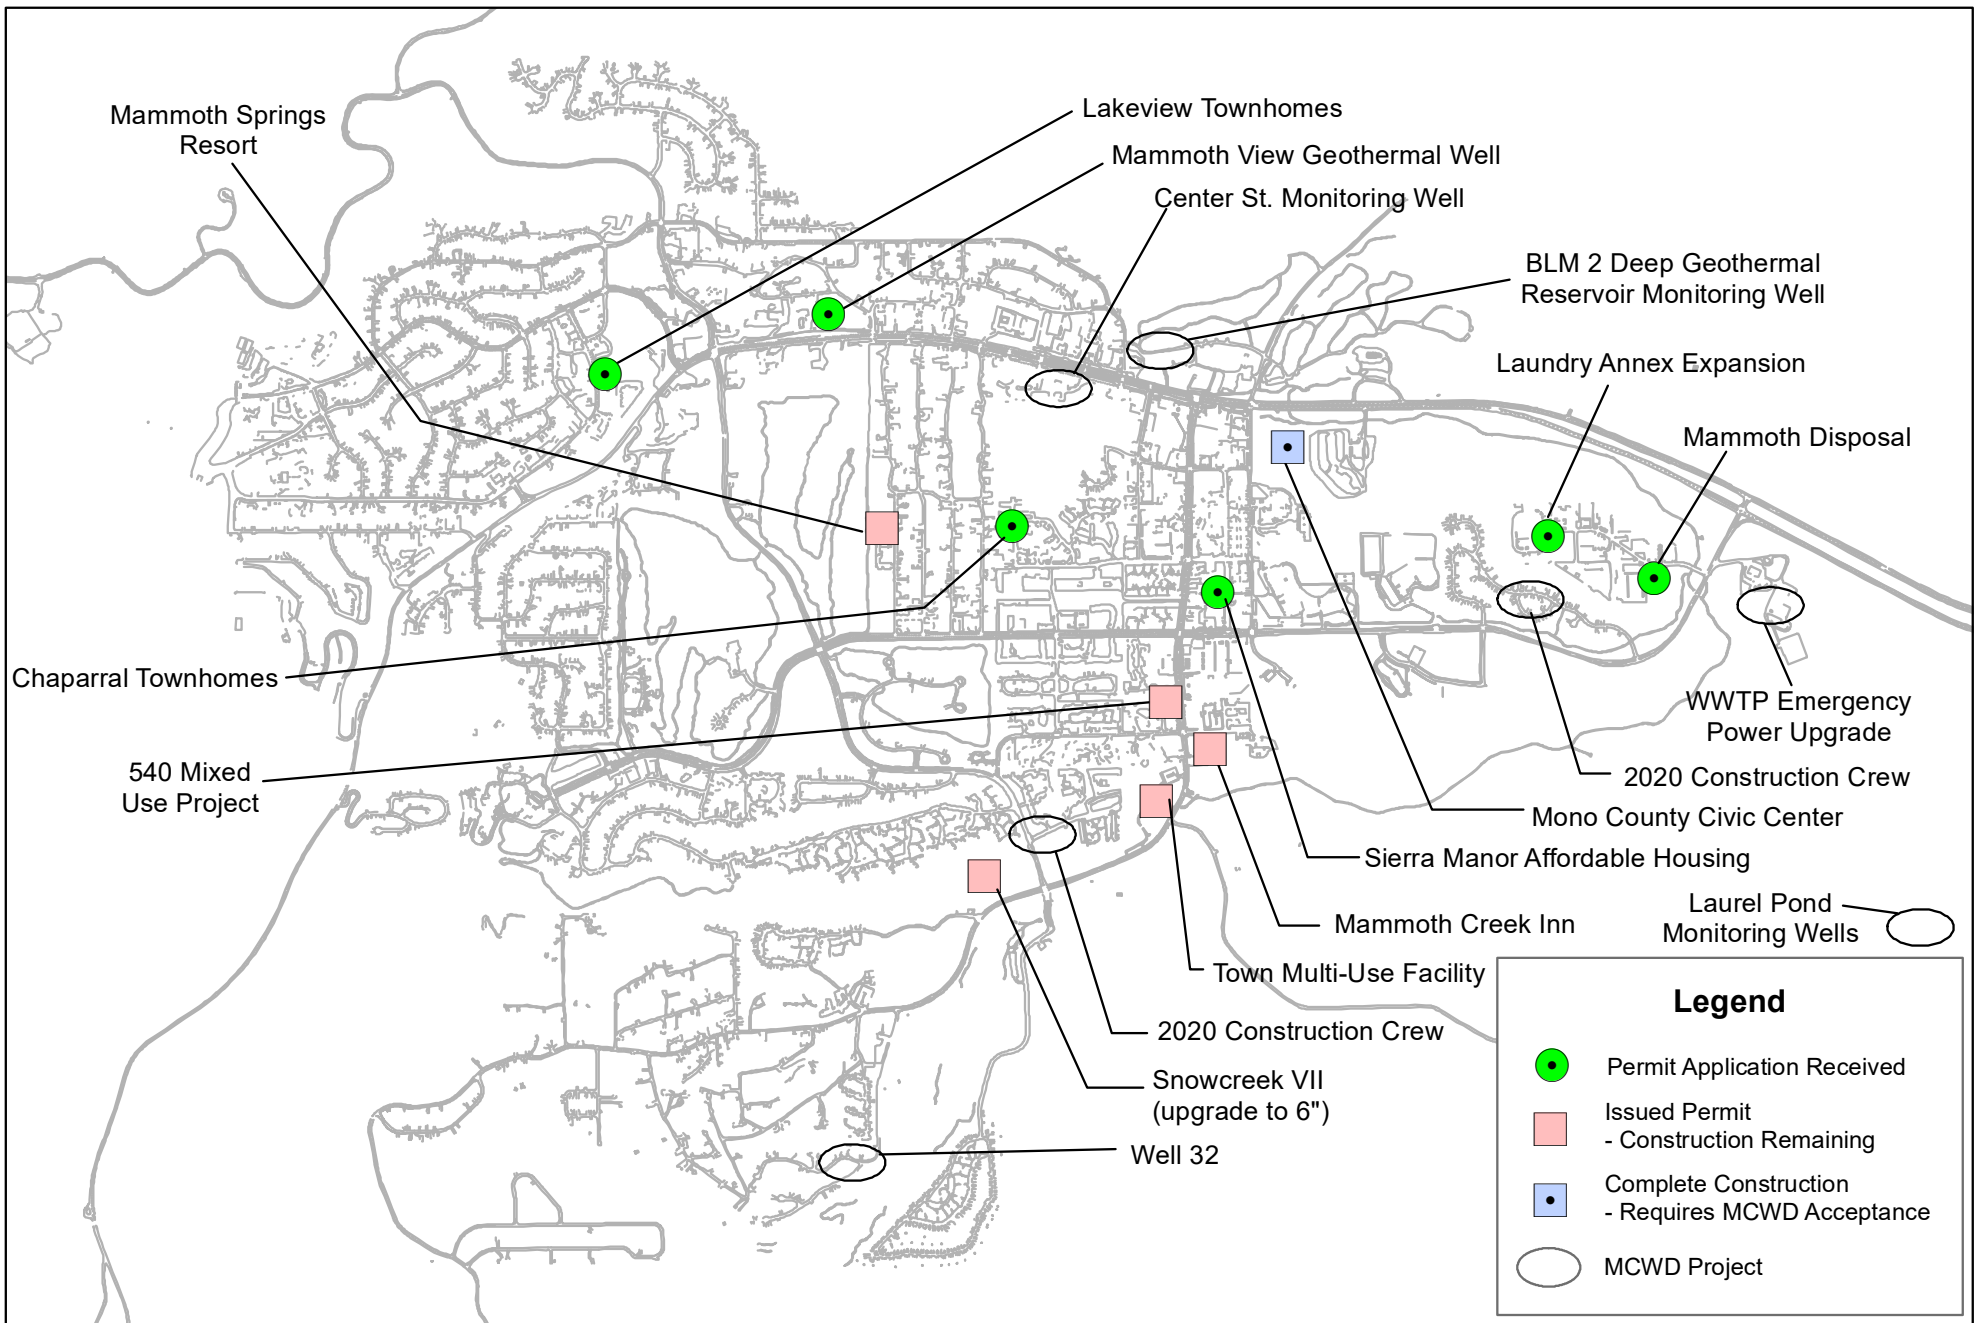 Mammoth Springs
Resort
Lakeview Townhomes
Mammoth View Geothermal Well
Center St. Monitoring Well
BLM 2 Deep Geothermal
Reservoir Monitoring Well
Laundry Annex Expansion
Mammoth Disposal
Chaparral Townhomes
540 Mixed
Use Project
WWTP Emergency
Power Upgrade
2020 Construction Crew
Mono County Civic Center
Sierra Manor Affordable Housing
Mammoth Creek Inn
Laurel Pond
Monitoring Wells
Town Multi-Use Facility
2020 Construction Crew
Snowcreek VII
(upgrade to 6")
Well 32
Legend
Permit Application Received
Issued Permit
- Construction Remaining
Complete Construction
- Requires MCWD Acceptance
MCWD Project